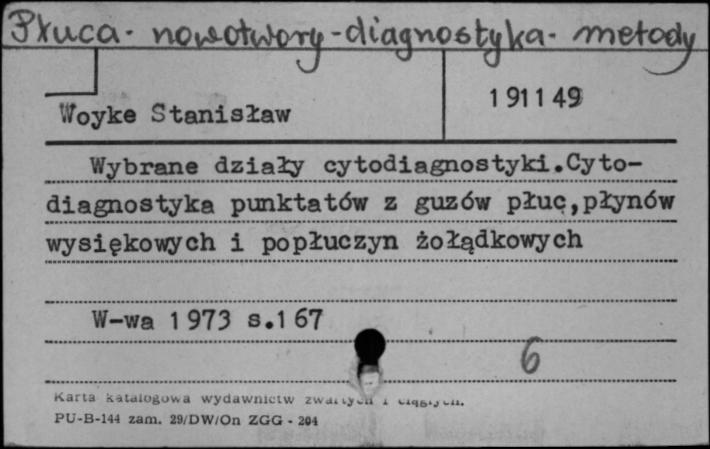 Płuca - nowotwory - diagnostyka - metody
Woyke Stanisław
191149
Wybrane działy cytodiagnostyki.Cyto-
diagnostyka punktatów z guzów płuc,płynów
wysiękowych i popłuczyn żołądkowych
W-wa 1973 s.167
6
Karta katalogowa wydawnictw zwartych i ciągłych.
PU-B-144 zam. 29/DW/On ZGG - 204